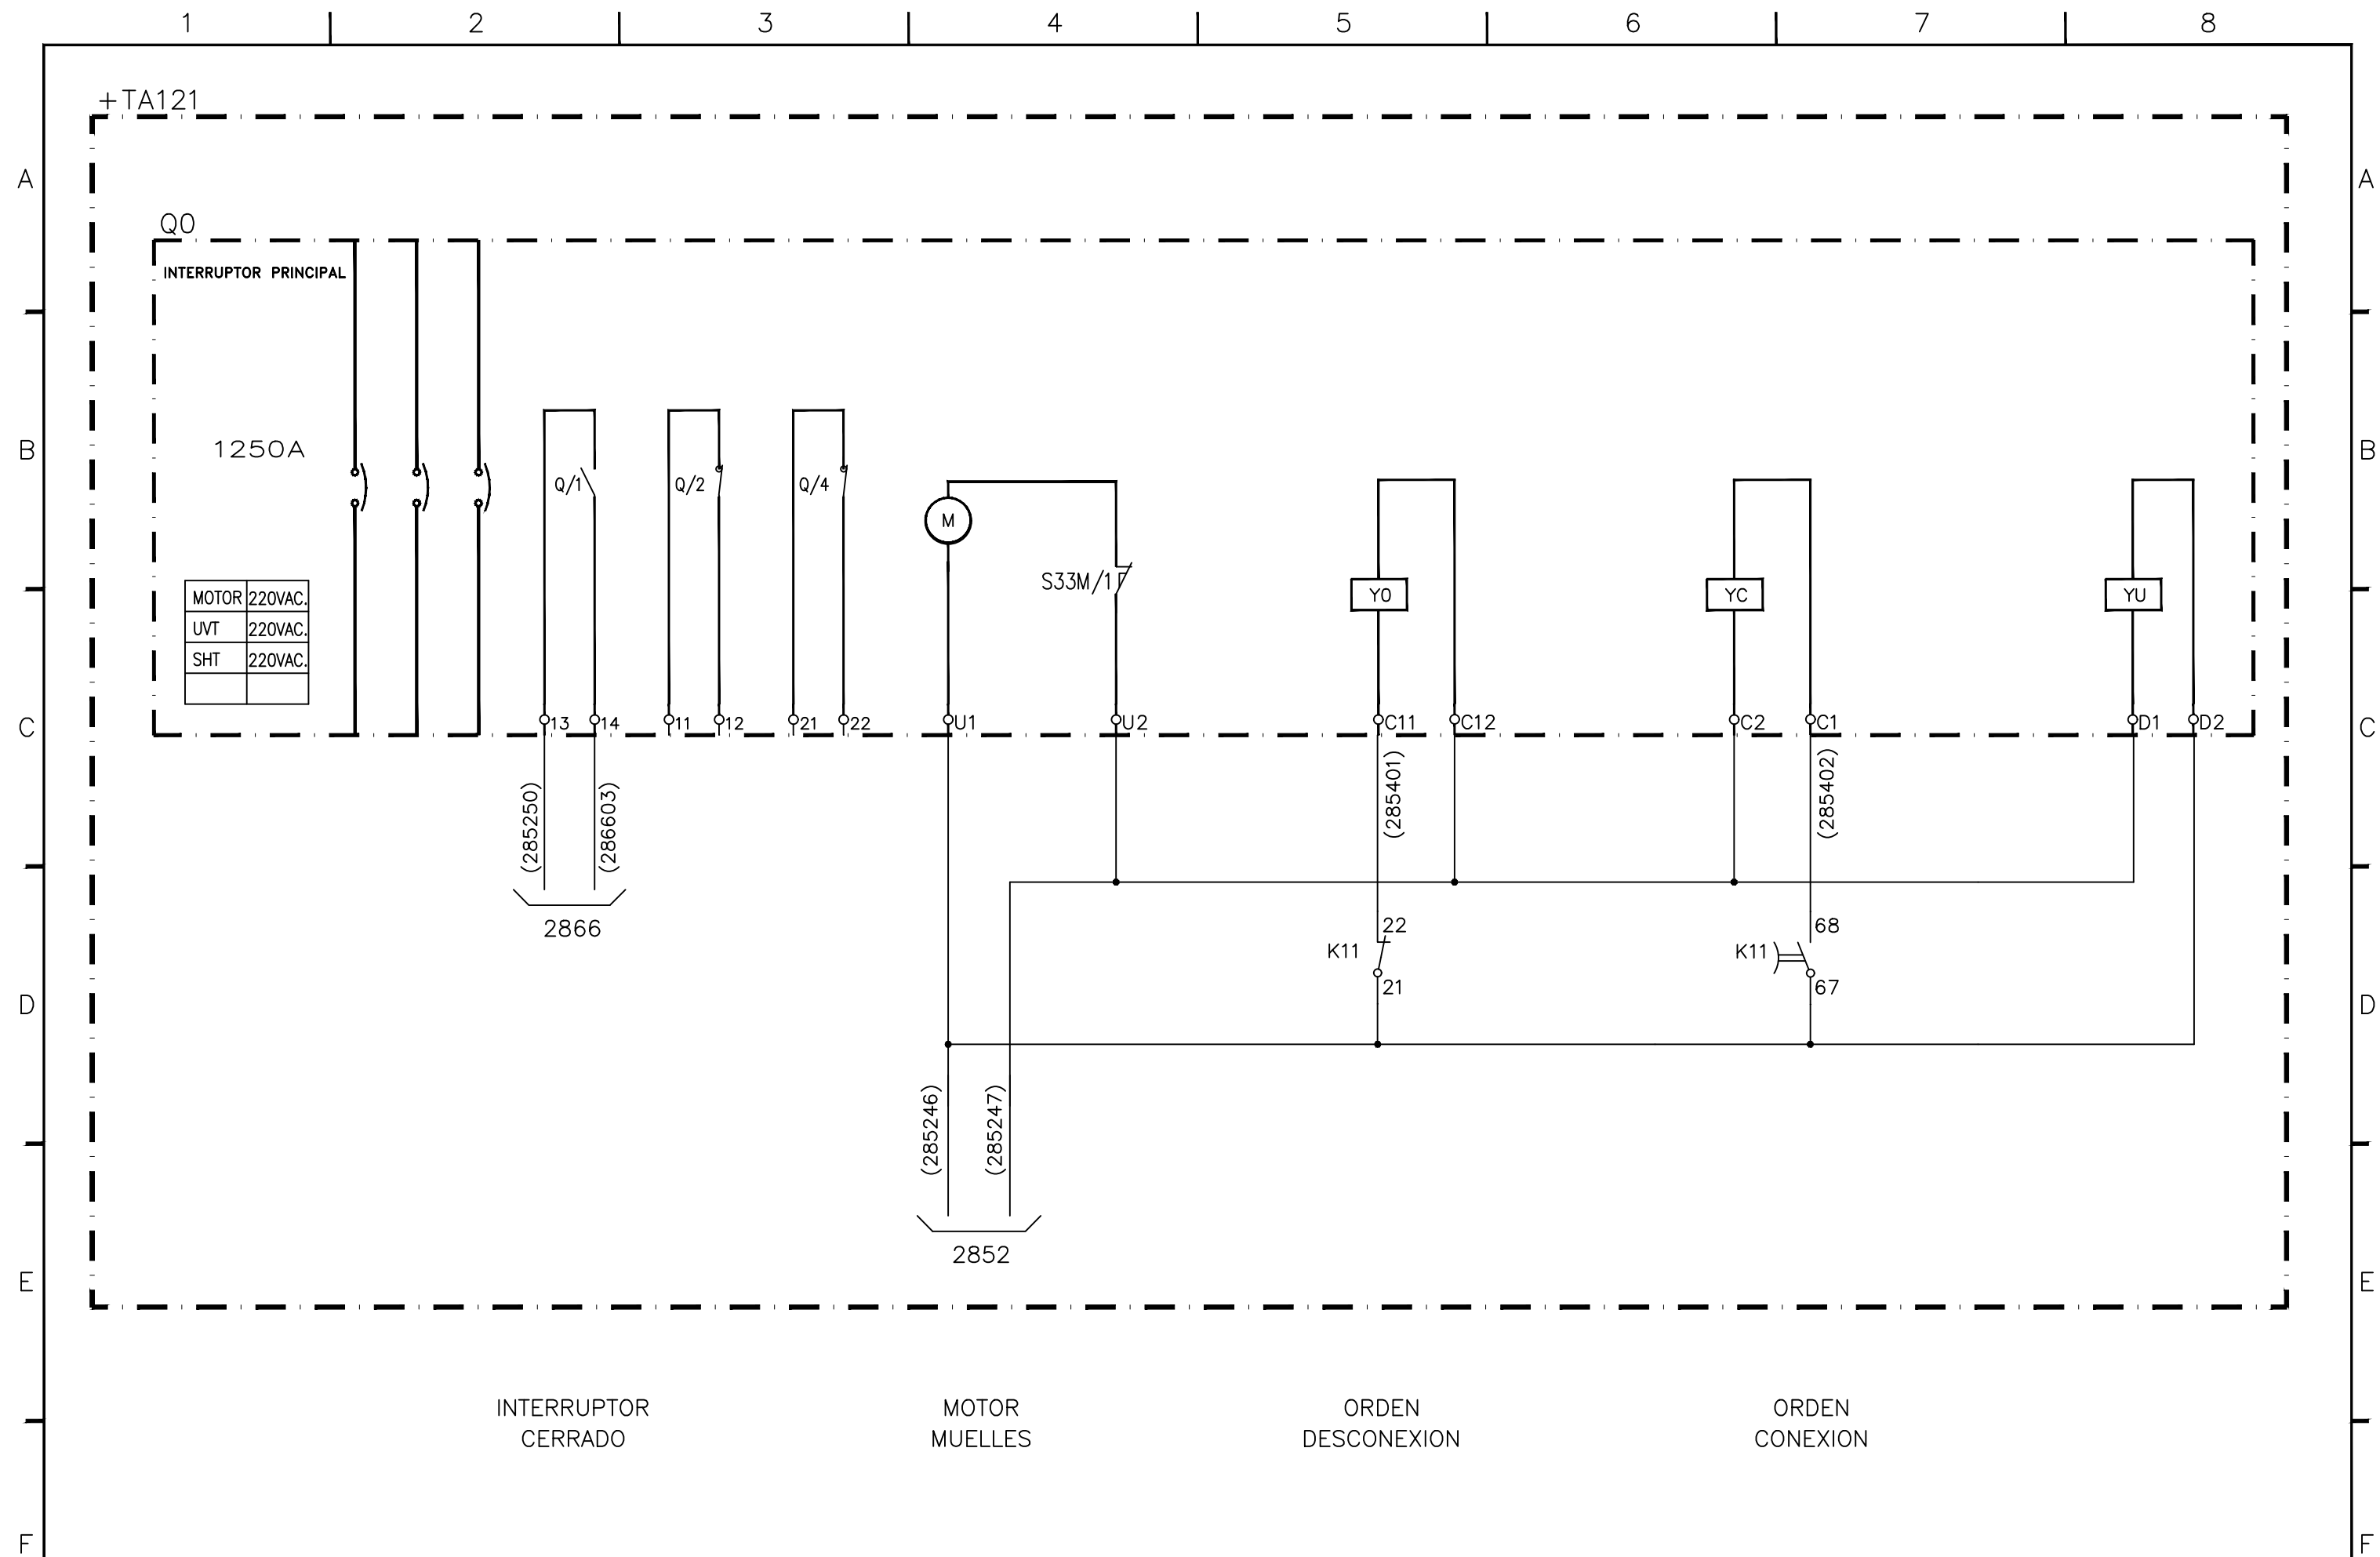 1 2 3 4 5 6 7 8
+TA121
A A
Q0
INTERRUPTOR PRINCIPAL
B 1250A B
Q/1 Q/2 Q/4
M
S33M/1
YO YC YU
MOTOR 220VAC.
UVT 220VAC.
SHT 220VAC.
C 13 14 11 12 21 22 U1 U2 C11 C12 C2 C1 D1 D2 C
(285250) (286603) (285401) (285402)
2866
22 68
K11 K11
21 67
D D
(285246) (285247)
2852
E E
INTERRUPTOR
CERRADO
MOTOR
MUELLES
ORDEN
DESCONEXION
ORDEN
CONEXION
F F